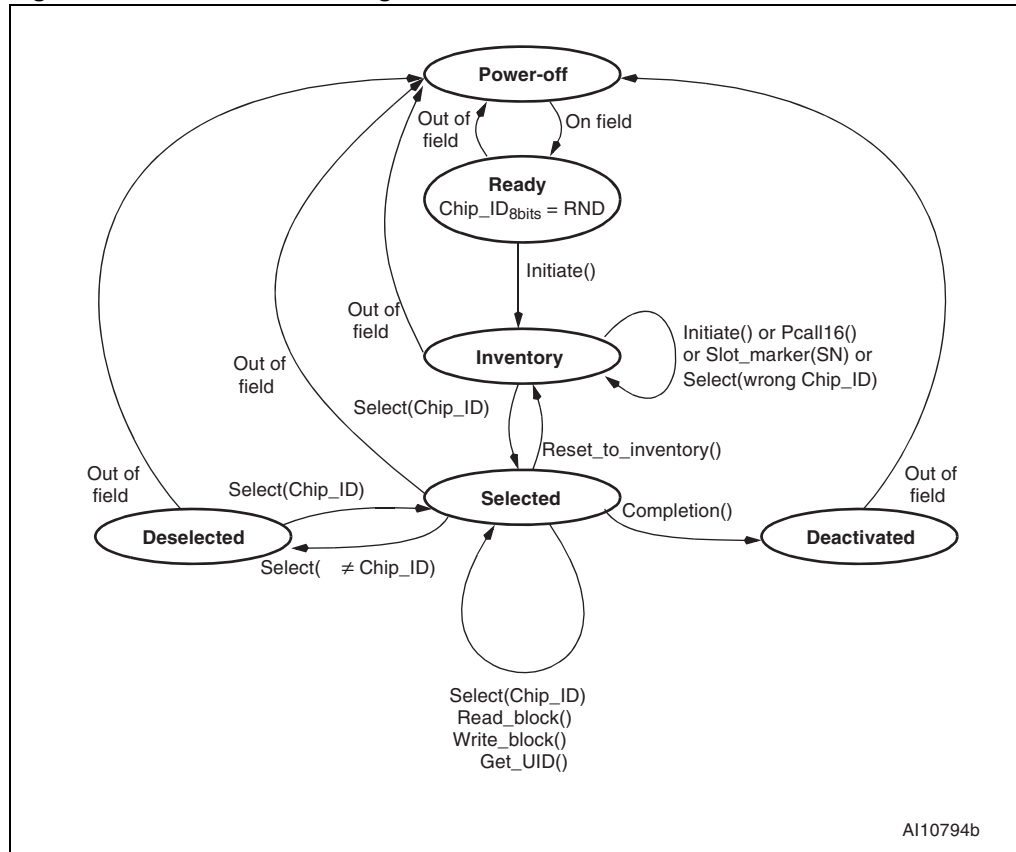 Power-off
Out of
field
On field
Ready
Chip_ID8bits = RND
Initiate()
Out of
field
Inventory
Initiate() or Pcall16()
or Slot_marker(SN) or
Select(wrong Chip_ID)
Out of
field
Select(Chip_ID)
Reset_to_inventory()
Out of
field
Select(Chip_ID)
Selected
Completion()
Out of
field
Deselected
Deactivated
Select( ≠ Chip_ID)
Select(Chip_ID)
Read_block()
Write_block()
Get_UID()
AI10794b